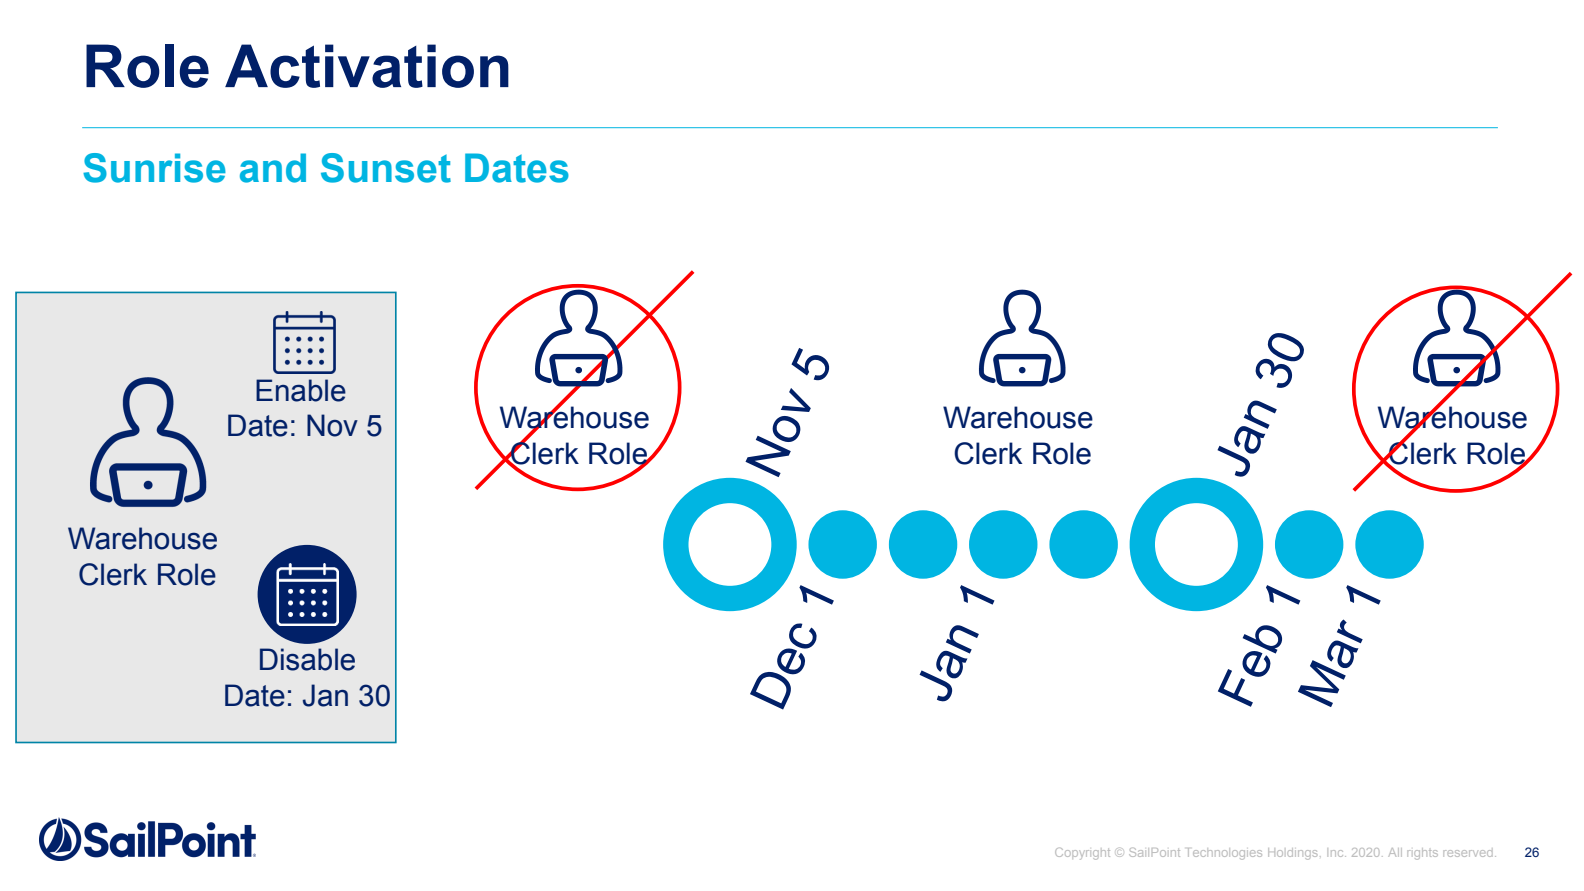 Role Activation
Sunrise and Sunset Dates
Enable
Date: Nov 5
Warehouse
Clerk Role
Disable
Date: Jan 30
Warehouse
Clerk Role
Nov 5
Warehouse
Clerk Role
Jan 30
Warehouse
Clerk Role
Dec 1
Jan 1
Feb 1
Mar 1
SailPoint
Copyright © SailPoint Technologies Holdings, Inc. 2020. All rights reserved.
26